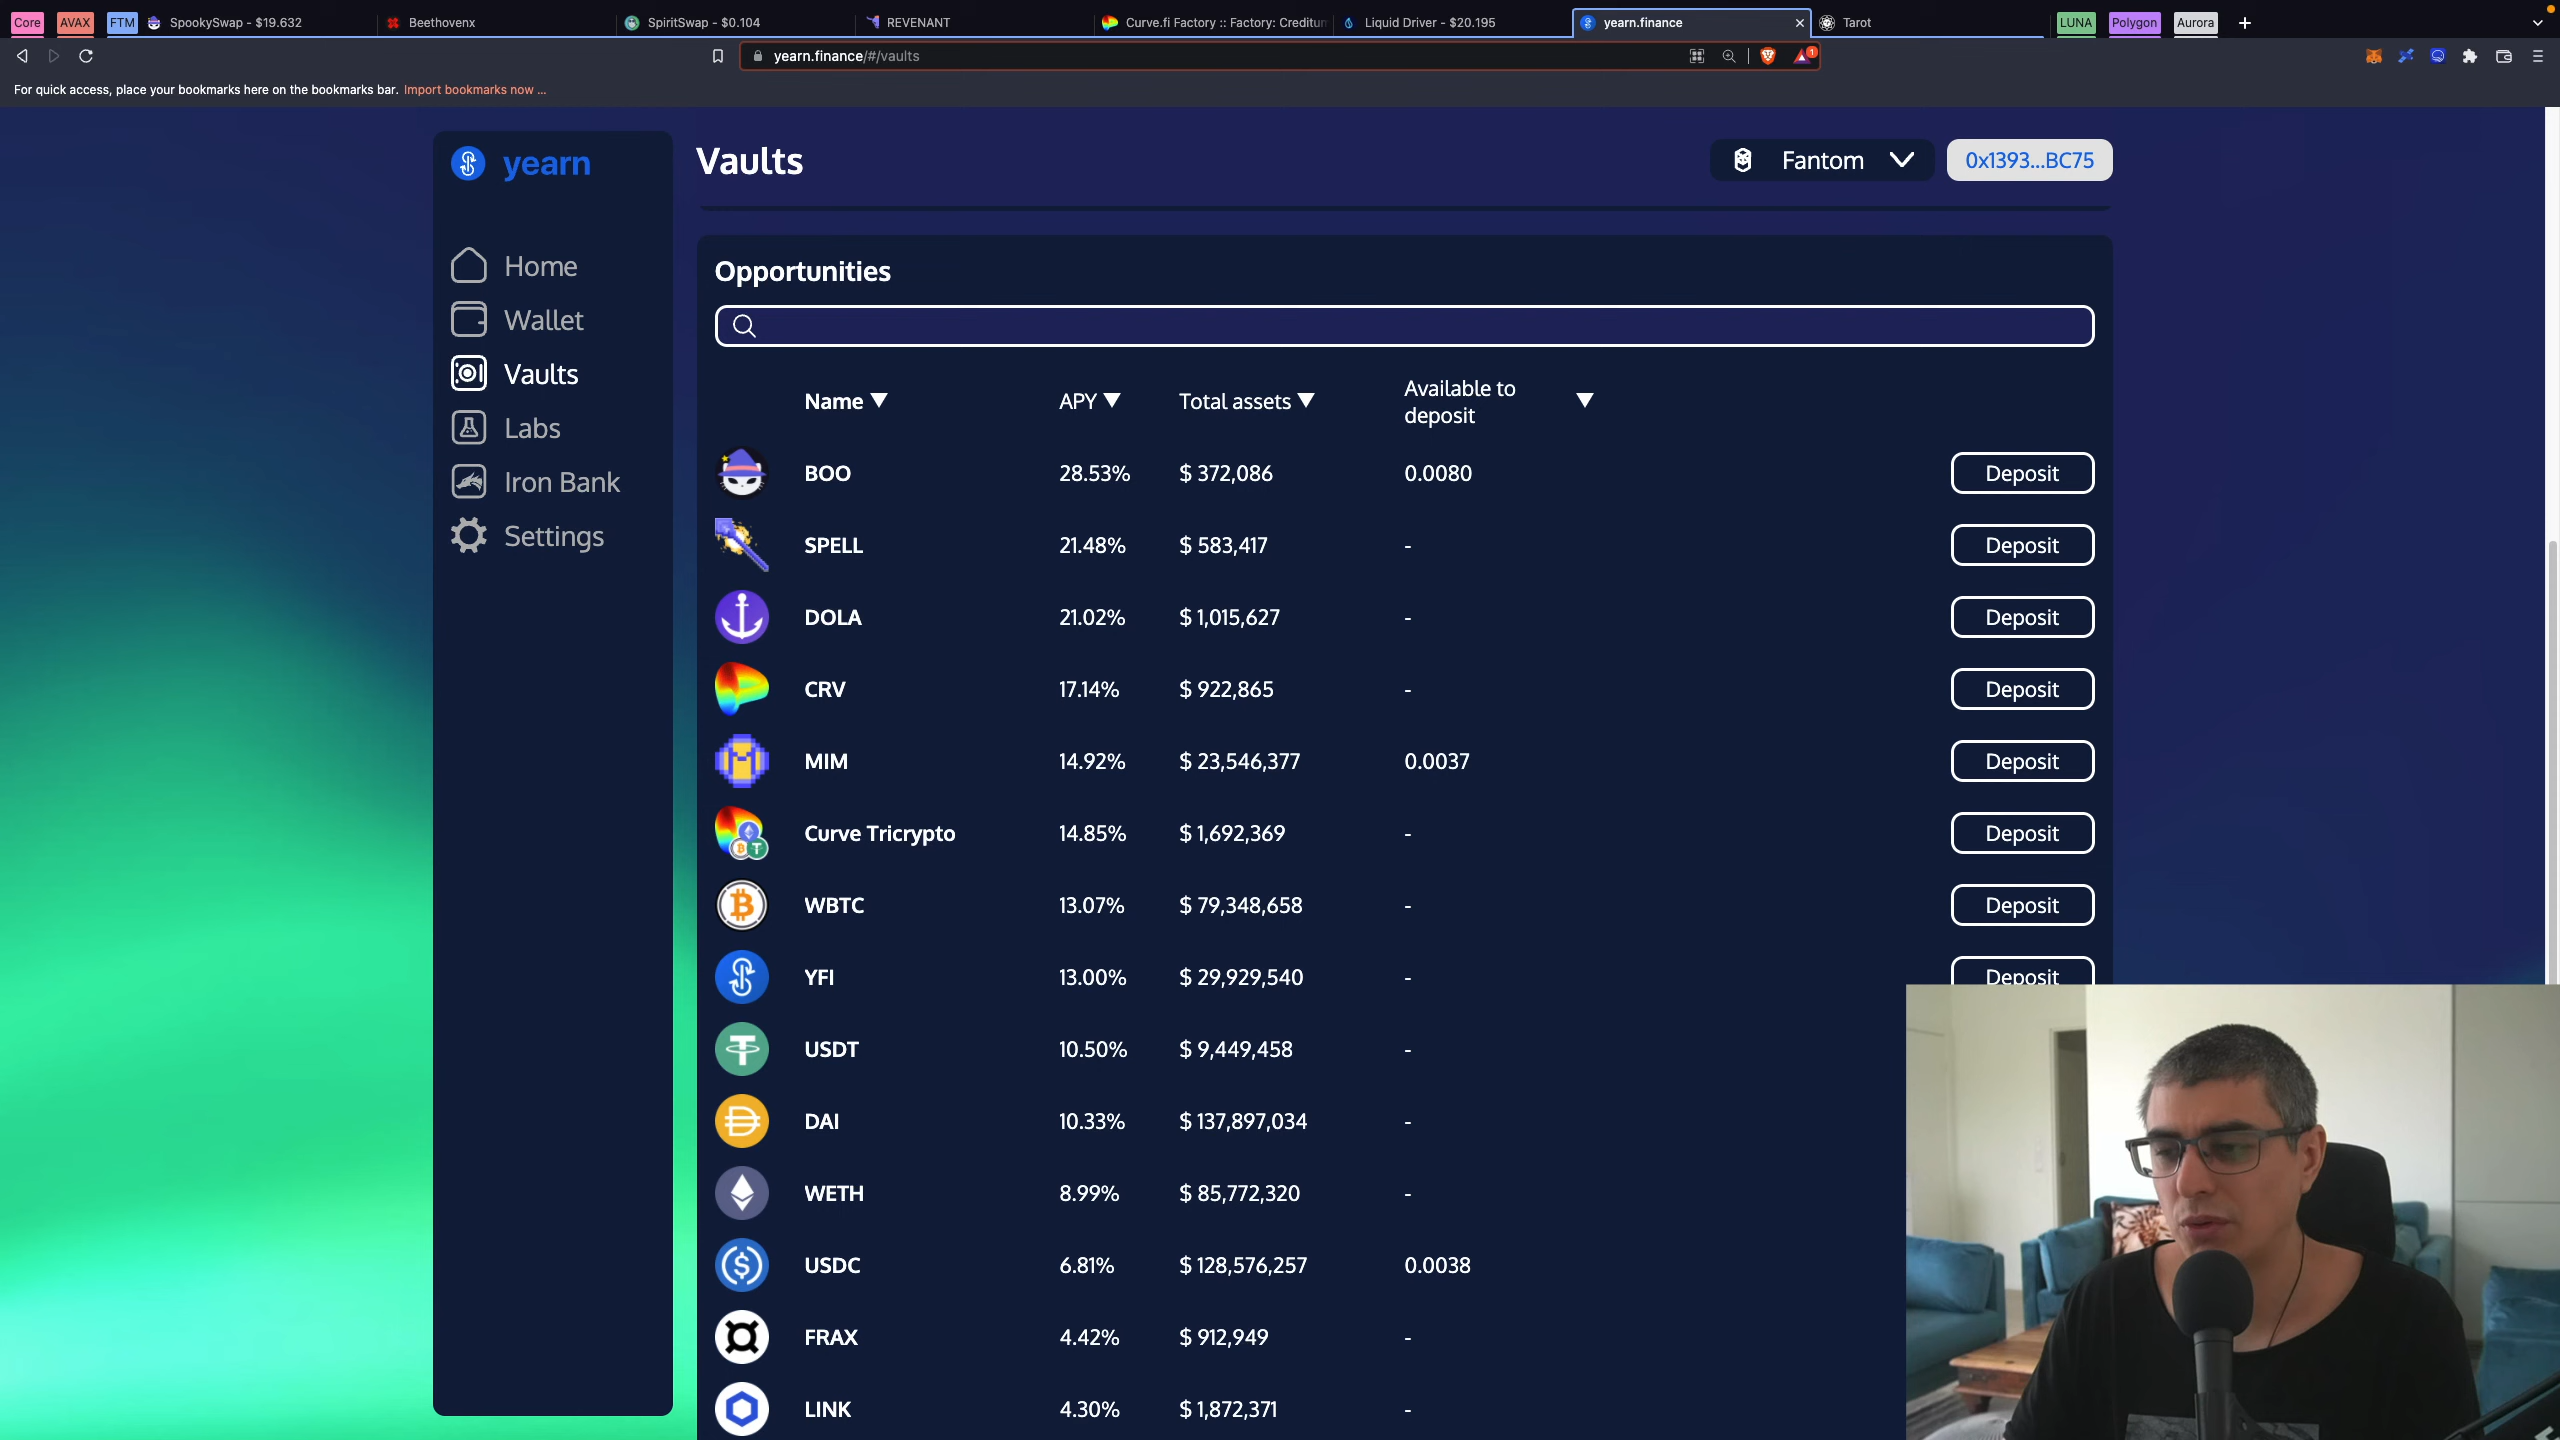 Core AVAX FTM SpookySwap - $19.632 Beethovenx SpiritSwap - $0.104 REVENANT Curve.fi Factory :: Factory: Creditum Liquid Driver - $20.195 yearn.finance Tarot LUNA Polygon Aurora
yearn.finance/#/vaults 1
For quick access, place your bookmarks here on the bookmarks bar. Import bookmarks now ...
yearn
Vaults
Fantom
0x1393...BC75
Home
Wallet
Vaults
Labs
Iron Bank
Settings
Opportunities
Name APY Total assets Available to deposit
BOO 28.53% $ 372,086 0.0080 Deposit
SPELL 21.48% $ 583,417 - Deposit
DOLA 21.02% $ 1,015,627 - Deposit
CRV 17.14% $ 922,865 - Deposit
MIM 14.92% $ 23,546,377 0.0037 Deposit
Curve Tricrypto 14.85% $ 1,692,369 - Deposit
WBTC 13.07% $ 79,348,658 - Deposit
YFI 13.00% $ 29,929,540 - Deposit
USDT 10.50% $ 9,449,458 -
DAI 10.33% $ 137,897,034 -
WETH 8.99% $ 85,772,320 -
USDC 6.81% $ 128,576,257 0.0038
FRAX 4.42% $ 912,949 -
LINK 4.30% $ 1,872,371 -